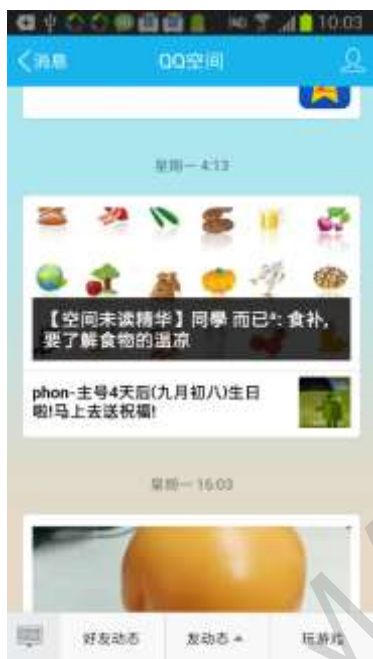 10:03
消息
QQ空间
星期一 4:13
【空间未读精华】同學 而已ª: 食补,
要了解食物的温凉
phon-主号4天后(九月初八)生日
啦!马上去送祝福!
星期一 16:03
好友动态
发动态
玩游戏